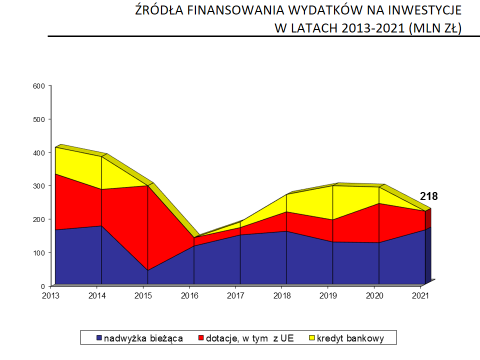 ŹRÓDŁA FINANSOWANIA WYDATKÓW NA INWESTYCJE
W LATACH 2013-2021 (MLN ZŁ)
600
500
400
300
200
100
0
218
2013 2014 2015 2016 2017 2018 2019 2020 2021
nadwyżka bieżąca dotacje, w tym z UE kredyt bankowy